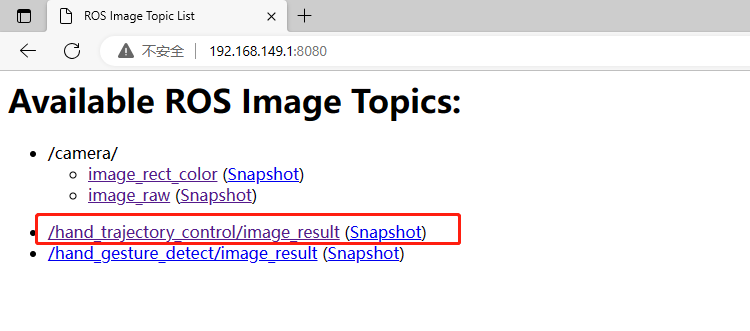 ROS Image Topic List
不安全 192.168.149.1:8080
Available ROS Image Topics:
/camera/
image_rect_color (Snapshot)
image_raw (Snapshot)
/hand_trajectory_control/image_result (Snapshot)
/hand_gesture_detect/image_result (Snapshot)